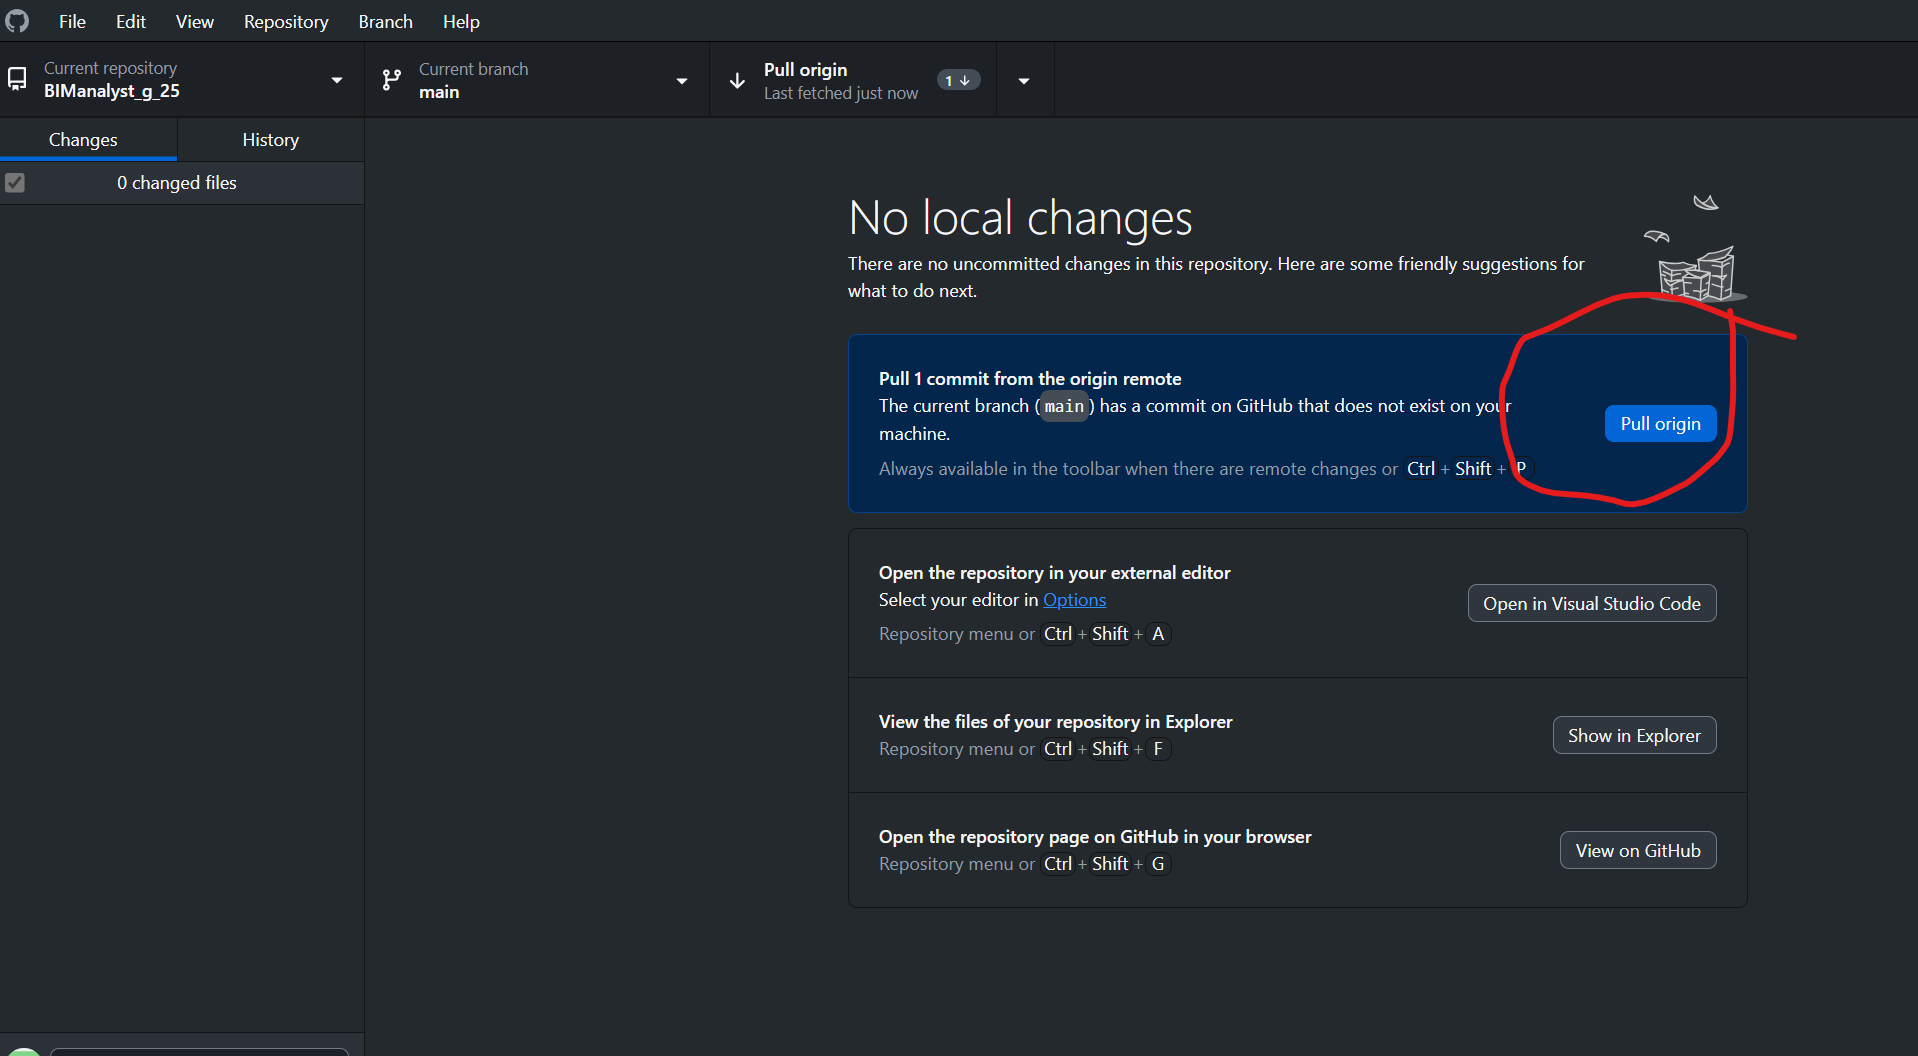 File Edit View Repository Branch Help
Current repository
BIManalyst_g_25
Current branch
main
Pull origin
Last fetched just now
1
Changes
History
0 changed files
No local changes
There are no uncommitted changes in this repository. Here are some friendly suggestions for
what to do next.
Pull 1 commit from the origin remote
The current branch (main) has a commit on GitHub that does not exist on your
machine.
Always available in the toolbar when there are remote changes or Ctrl + Shift + P
Pull origin
Open the repository in your external editor
Select your editor in Options
Repository menu or Ctrl + Shift + A
Open in Visual Studio Code
View the files of your repository in Explorer
Repository menu or Ctrl + Shift + F
Show in Explorer
Open the repository page on GitHub in your browser
Repository menu or Ctrl + Shift + G
View on GitHub